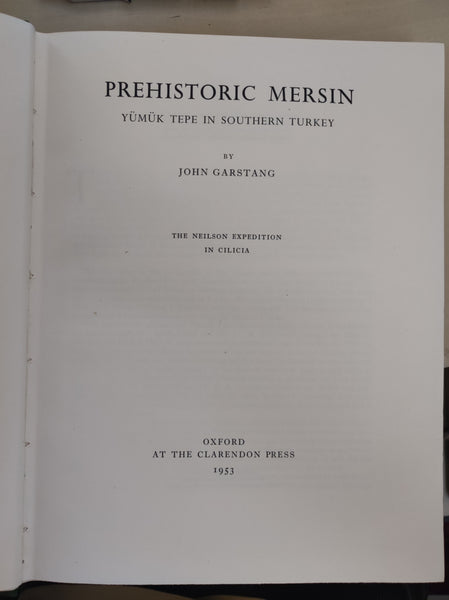 PREHISTORIC MERSIN
YÜMÜK TEPE IN SOUTHERN TURKEY
BY
JOHN GARSTANG
THE NEILSON EXPEDITION
IN CILICIA
OXFORD
AT THE CLARENDON PRESS
1953